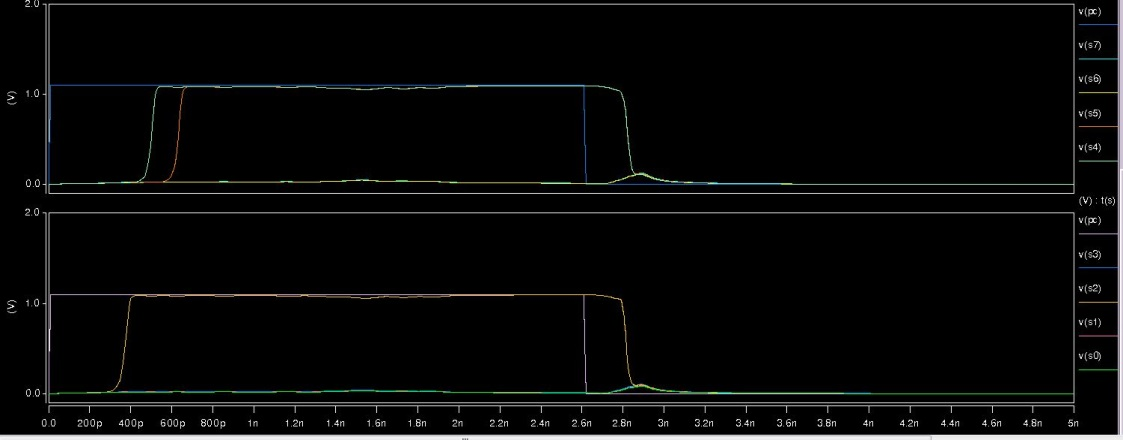 2.0
v(pc)
v(s7)
v(s6)
(V)
1.0
v(s5)
v(s4)
0.0
(V) : t(s)
2.0
v(pc)
v(s3)
v(s2)
(V)
1.0
v(s1)
v(s0)
0.0
0.0 200p 400p 600p 800p 1n 1.2n 1.4n 1.6n 1.8n 2n 2.2n 2.4n 2.6n 2.8n 3n 3.2n 3.4n 3.6n 3.8n 4n 4.2n 4.4n 4.6n 4.8n 5n